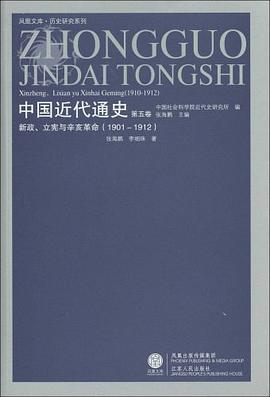 凤凰文库·历史研究系列
ZHONGGUO
JINDAI TONGSHI
Xinzheng、Lixian yu Xinhai Geming(1910-1912)
中国近代通史 第五卷
中国社会科学院近代史研究所 编
张海鹏 主编
新政、立宪与辛亥革命（1901－1912）
张海鹏 李细珠 著
凤凰文库
凤凰出版传媒集团
PHOENIX PUBLISHING & MEDIA GROUP
江苏人民出版社
JIANGSU PEOPLE'S PUBLISHING HOUSE